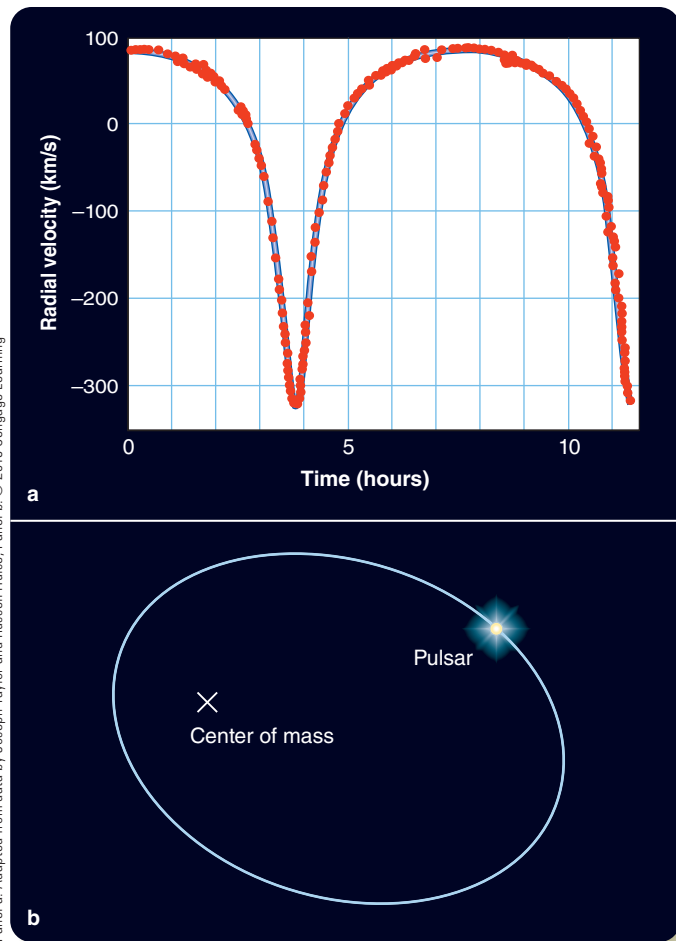 100
0
−100
−200
−300
Radial velocity (km/s)
0 5 10
Time (hours)
a
Pulsar
Center of mass
b